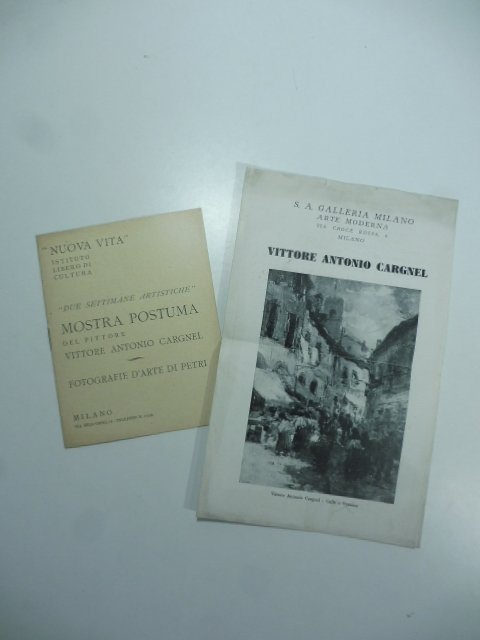 "NUOVA VITA"
ISTITUTO
LIBERO DI
CULTURA
"DUE SETTIMANE ARTISTICHE"
MOSTRA POSTUMA
DEL PITTORE
VITTORE ANTONIO CARGNEL
FOTOGRAFIE D'ARTE DI PETRI
MILANO
S. A. GALLERIA MILANO
ARTE MODERNA
VIA CROCE ROSSA, 6
MILANO
VITTORE ANTONIO CARGNEL
Vittore Antonio Cargnel